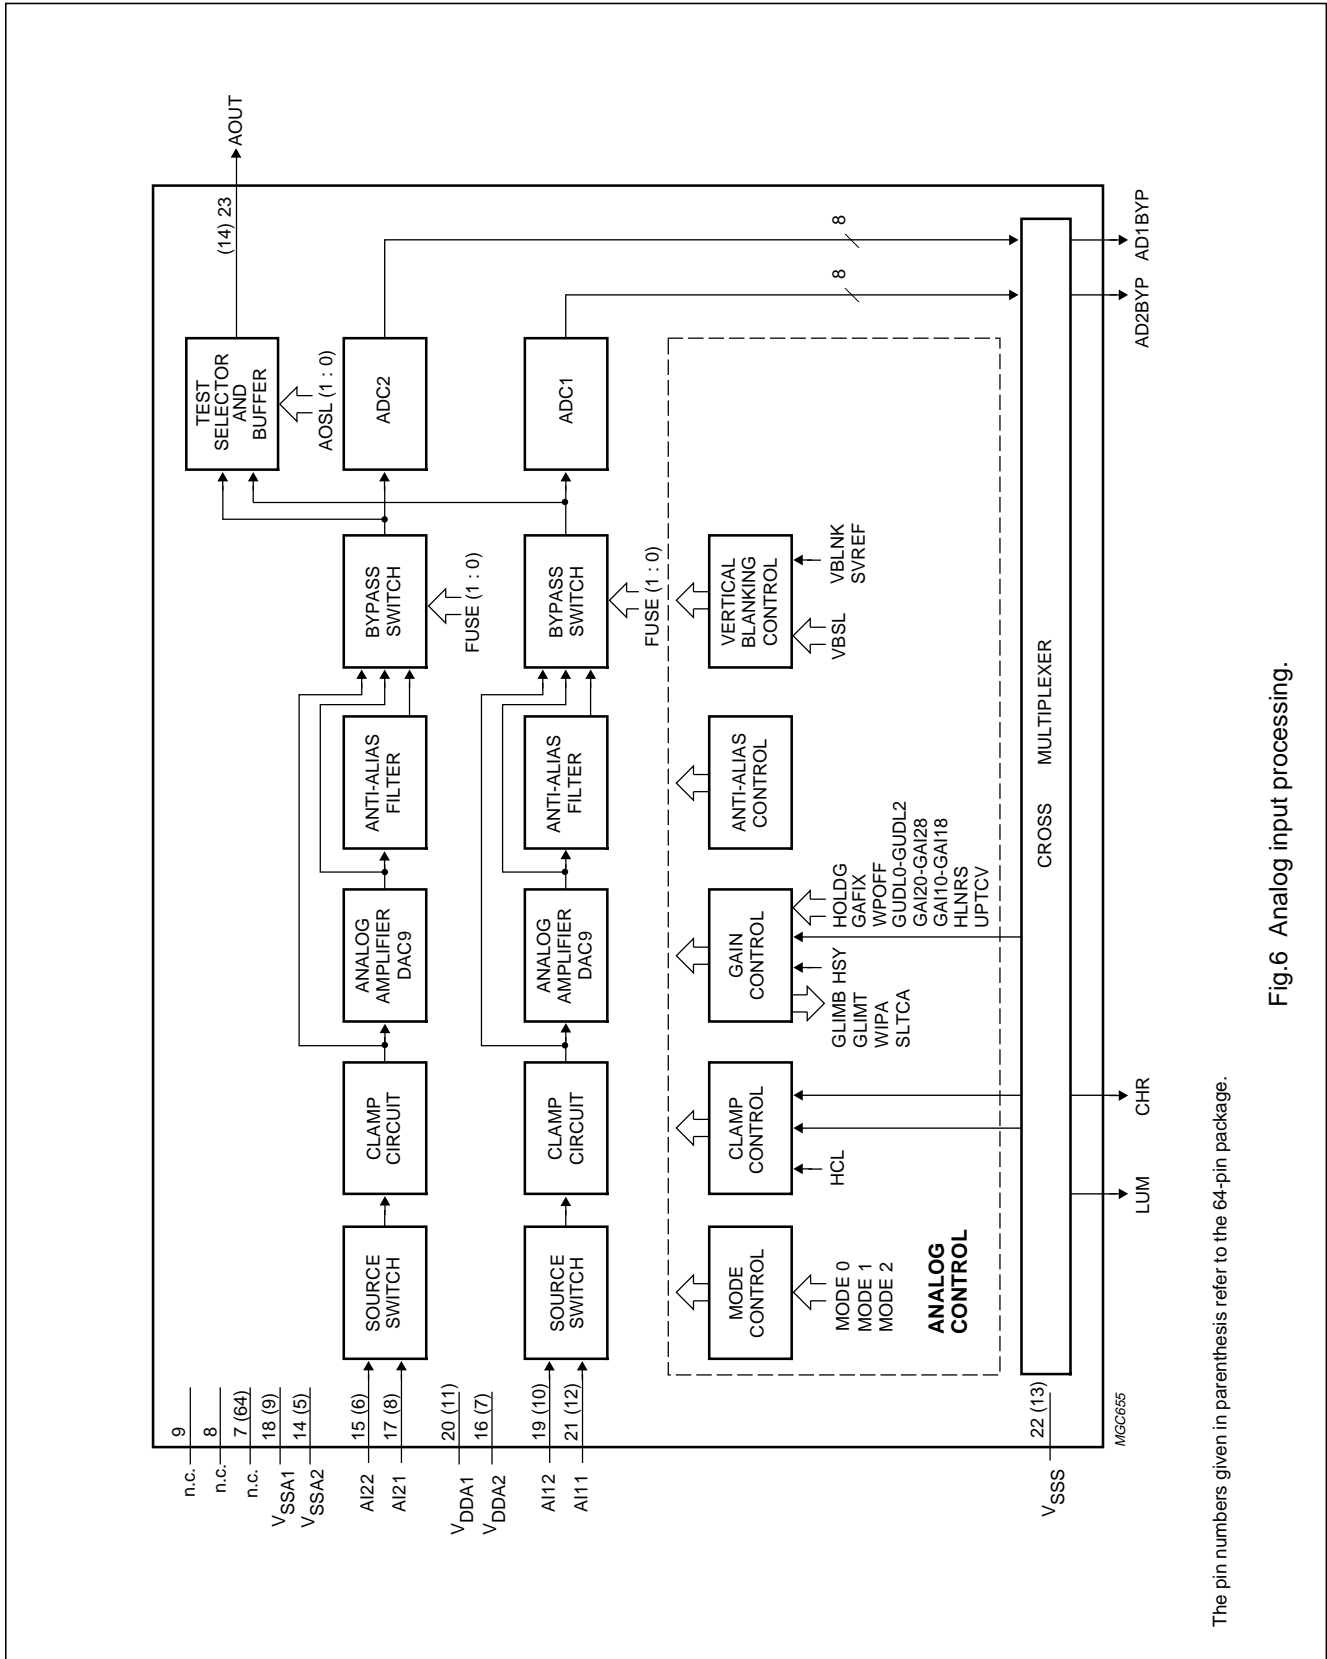 n.c.
9
n.c.
8
n.c.
7 (64)
VSSA1
18 (9)
VSSA2
14 (5)
AI22
15 (6)
AI21
17 (8)
VDDA1
20 (11)
VDDA2
16 (7)
AI12
19 (10)
AI11
21 (12)
VSSS
22 (13)
SOURCE
SWITCH
CLAMP
CIRCUIT
ANALOG
AMPLIFIER
DAC9
ANTI-ALIAS
FILTER
BYPASS
SWITCH
FUSE (1 : 0)
ADC2
TEST
SELECTOR
AND
BUFFER
AOSL (1 : 0)
(14) 23
AOUT
SOURCE
SWITCH
CLAMP
CIRCUIT
ANALOG
AMPLIFIER
DAC9
ANTI-ALIAS
FILTER
BYPASS
SWITCH
FUSE (1 : 0)
ADC1
8
8
MODE
CONTROL
MODE 0
MODE 1
MODE 2
CLAMP
CONTROL
HCL
GAIN
CONTROL
GLIMB
GLIMT
WIPA
SLTCA
HSY
HOLDG
GAFIX
WPOFF
GUDL0-GUDL2
GAI20-GAI28
GAI10-GAI18
HLNRS
UPTCV
ANTI-ALIAS
CONTROL
VERTICAL
BLANKING
CONTROL
VBSL
VBLNK
SVREF
ANALOG
CONTROL
CROSS MULTIPLEXER
LUM
CHR
AD2BYP
AD1BYP
MGC655
The pin numbers given in parenthesis refer to the 64-pin package.
Fig.6 Analog input processing.